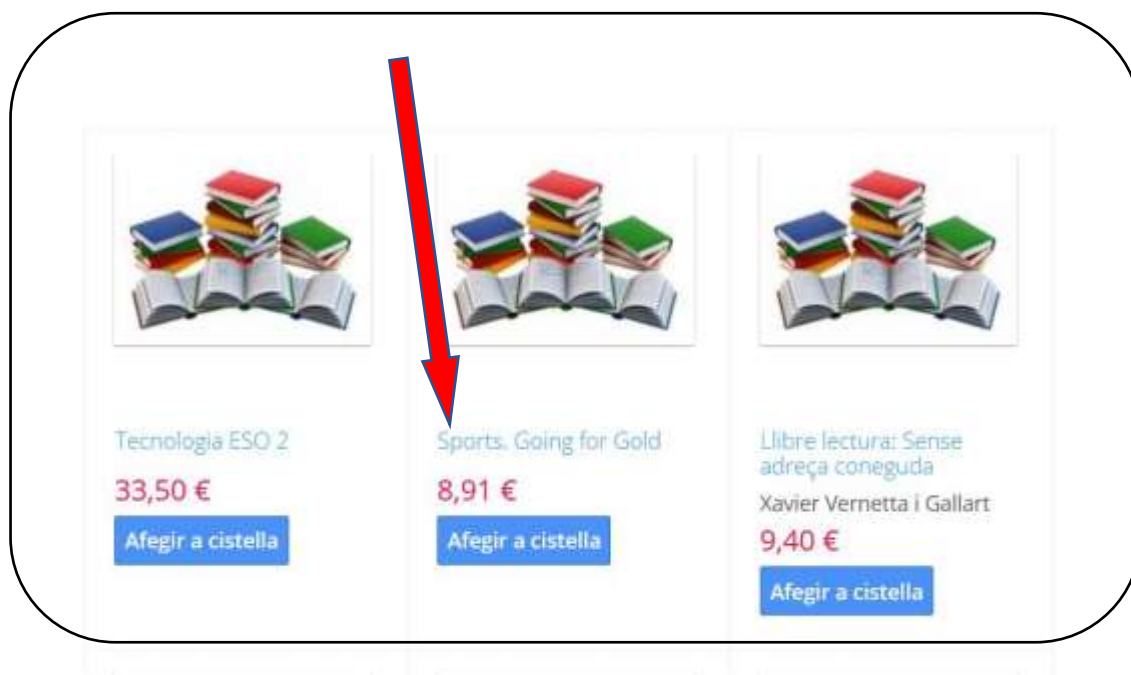 Tecnologia ESO 2
33,50 €
Afegir a cistella
Sports. Going for Gold
8,91 €
Afegir a cistella
Llibre lectura: Sense
adreça coneguda
Xavier Vernetta i Gallart
9,40 €
Afegir a cistella